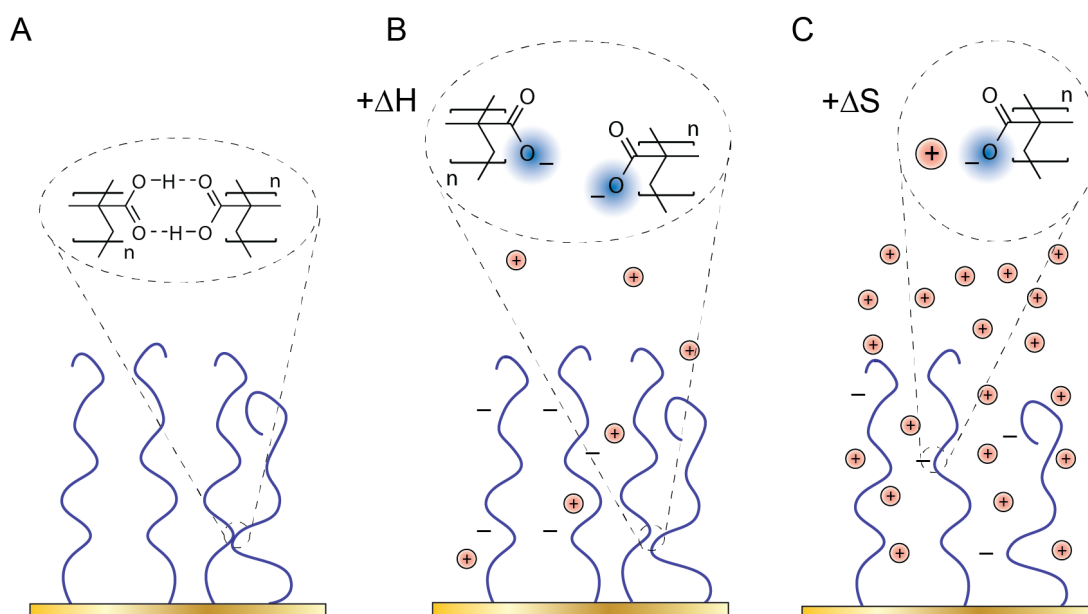 A
B
C
+ΔH
+ΔS
O
n
O
−
n
O
O
−
+
O
n
O
−
O
H
O
O
H
O
n
n
+
+
+
−
−
+
−
+
−
−
+
+
+
+
+
+
+
+
+
+
+
+
+
−
+
+
−
−
+
+
+
+
+
+
−
+